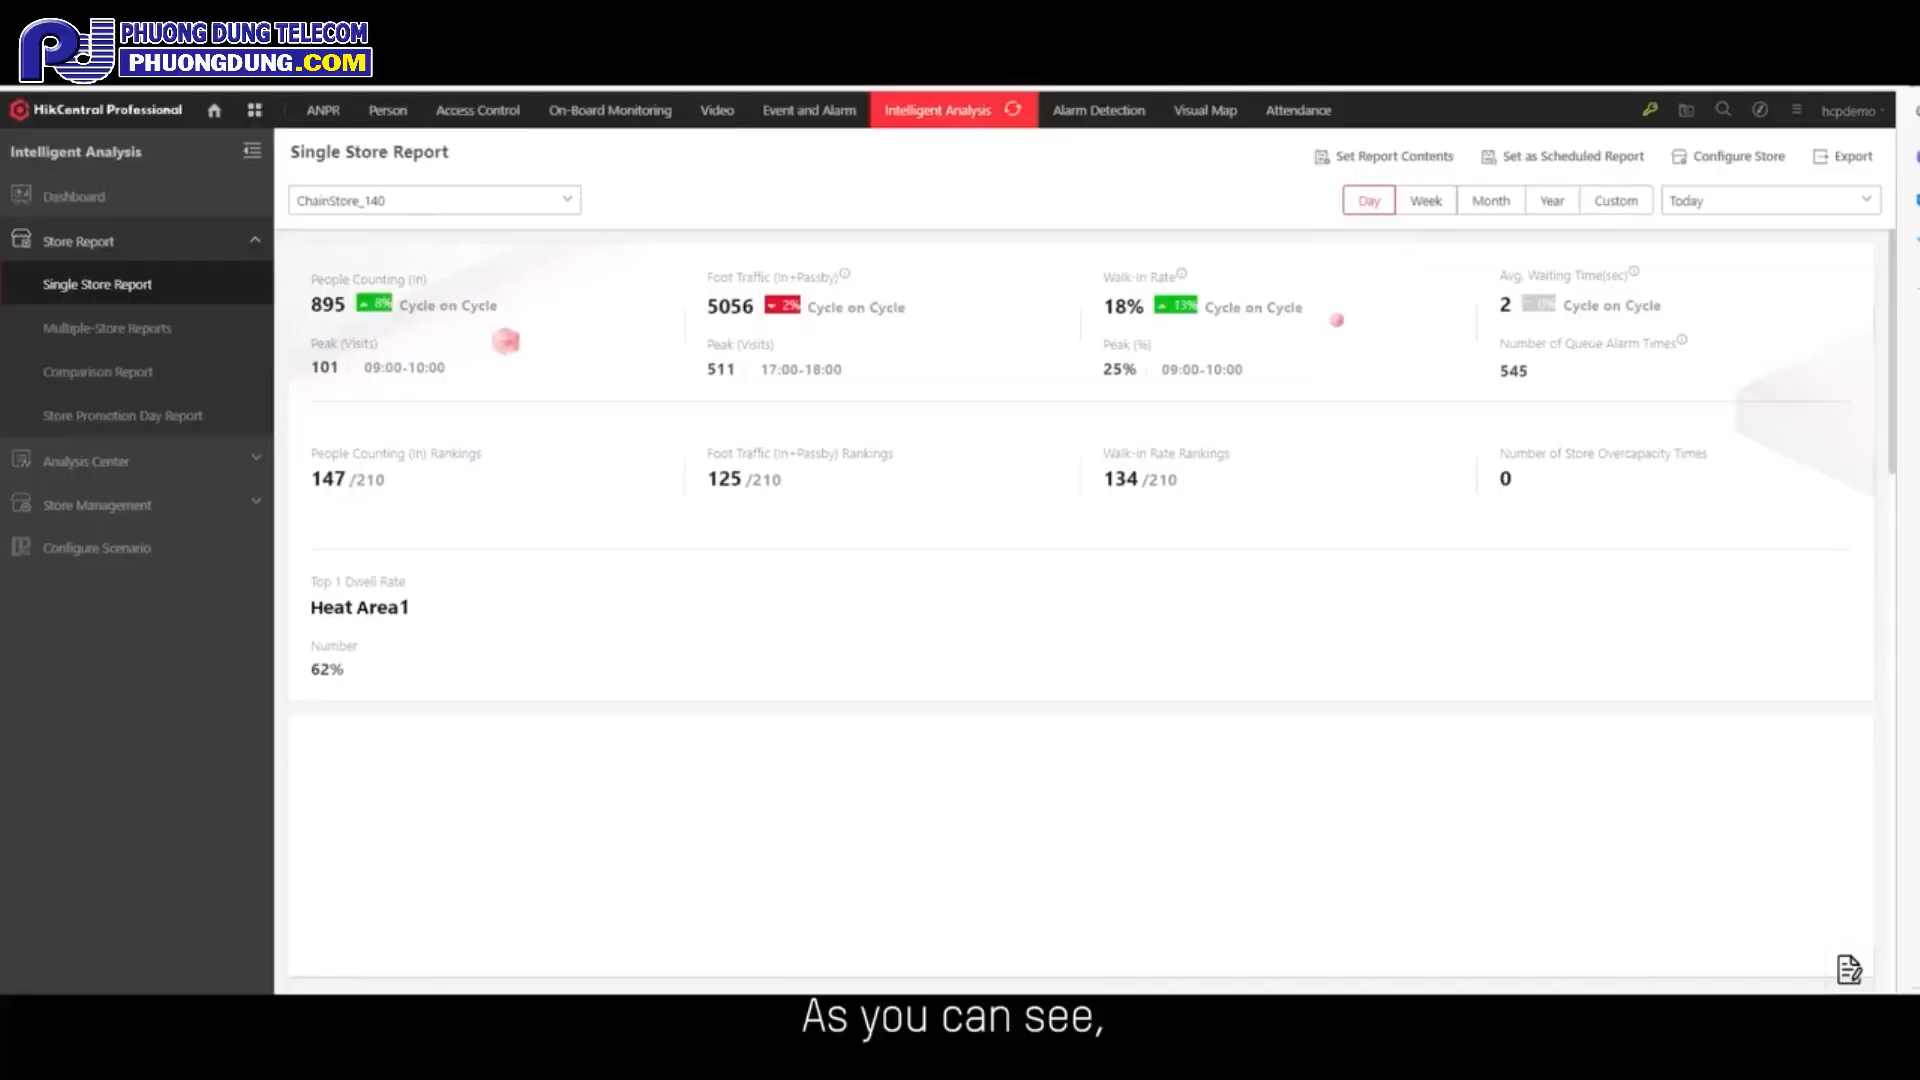 PHUONG DUNG TELECOM
PHUONGDUNG.COM
HikCentral Professional
ANPR
Person
Access Control
On-Board Monitoring
Video
Event and Alarm
Intelligent Analysis
Alarm Detection
Visual Map
Attendance
hcpdemo
Intelligent Analysis
Dashboard
Store Report
Single Store Report
Multiple-Store Reports
Comparison Report
Store Promotion Day Report
Analysis Center
Store Management
Configure Scenario
Single Store Report
Set Report Contents
Set as Scheduled Report
Configure Store
Export
ChainStore_140
Day
Week
Month
Year
Custom
Today
People Counting (In)
895 8% Cycle on Cycle
Peak (Visits)
101 09:00-10:00
Foot Traffic (In+Passby)
5056 2% Cycle on Cycle
Peak (Visits)
511 17:00-18:00
Walk-In Rate
18% 13% Cycle on Cycle
Peak (%)
25% 09:00-10:00
Avg. Waiting Time(sec)
2 0% Cycle on Cycle
Number of Queue Alarm Times
545
People Counting (In) Rankings
147 /210
Foot Traffic (In+Passby) Rankings
125 /210
Walk-in Rate Rankings
134 /210
Number of Store Overcapacity Times
0
Top 1 Dwell Rate
Heat Area1
Number
62%
As you can see,